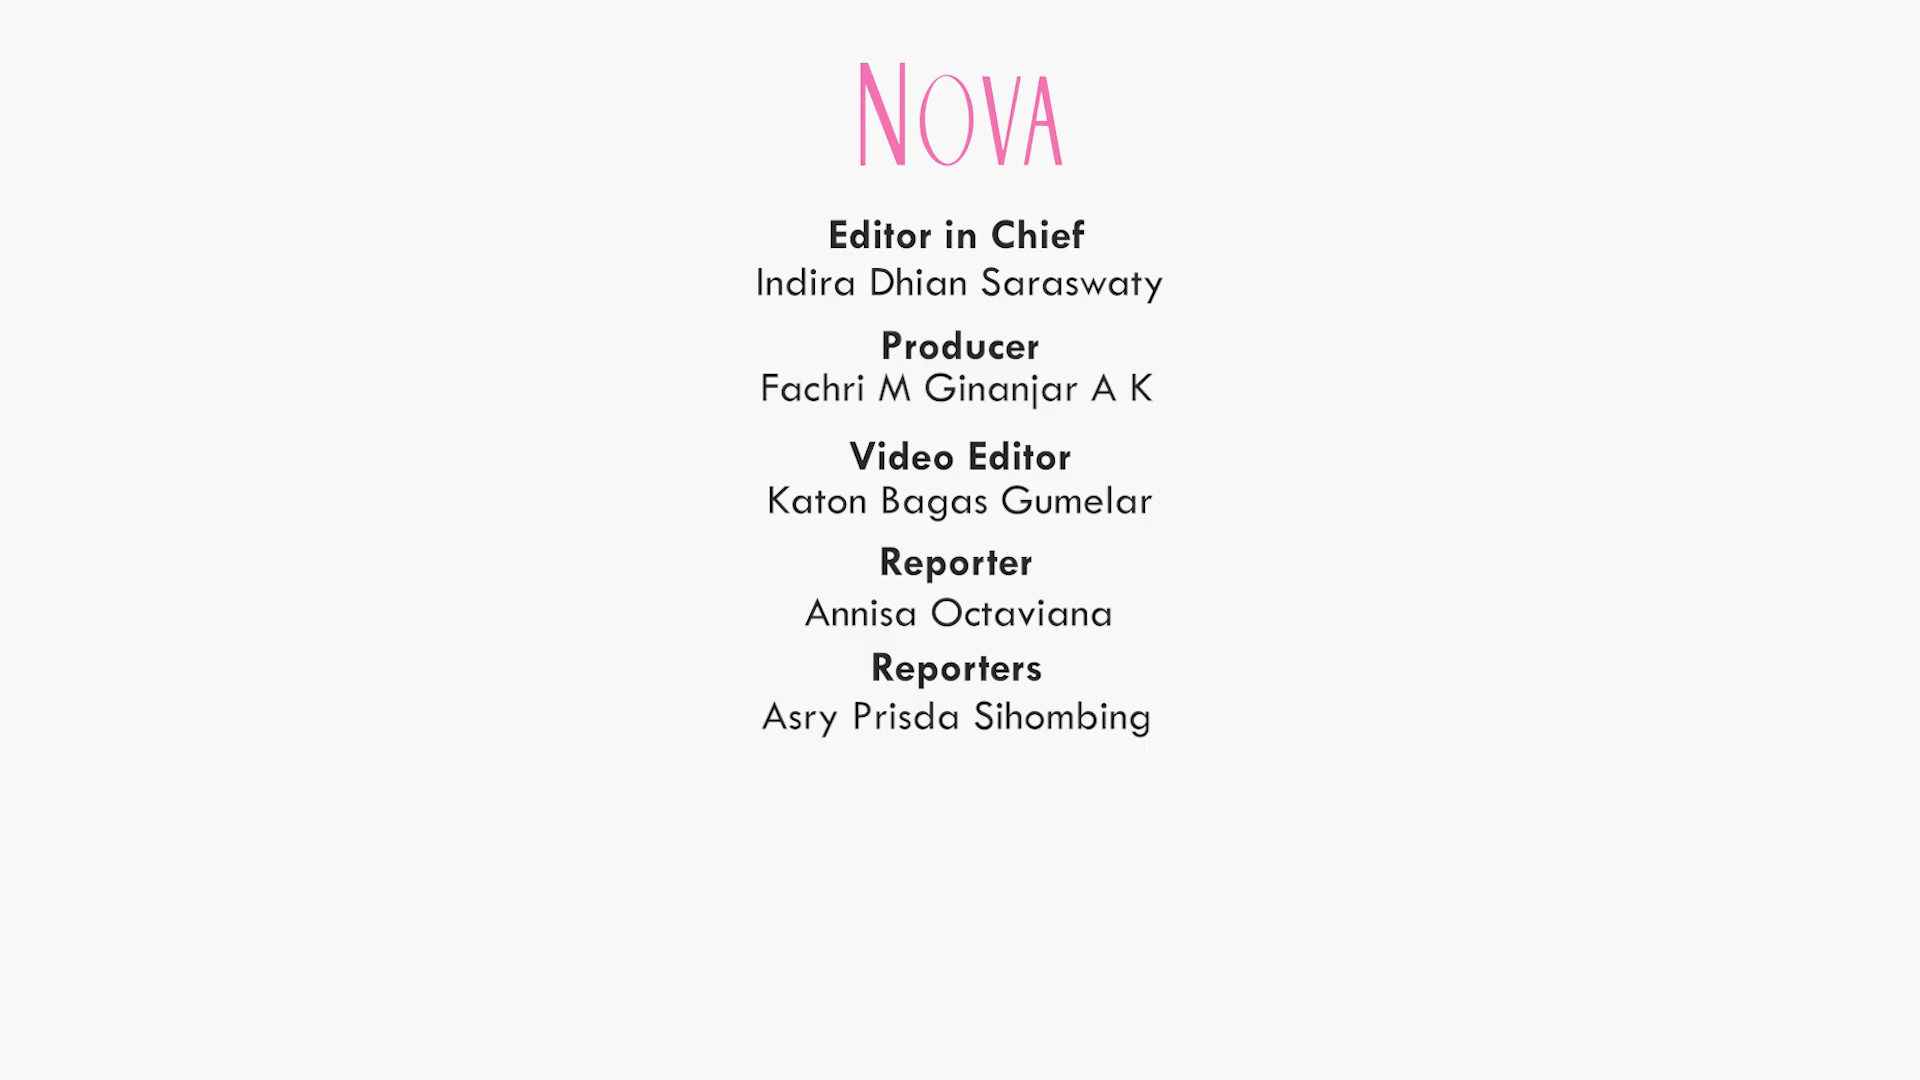 NOVA
Editor in Chief
Indira Dhian Saraswaty
Producer
Fachri M Ginanjar A K
Video Editor
Katon Bagas Gumelar
Reporter
Annisa Octaviana
Reporters
Asry Prisda Sihombing